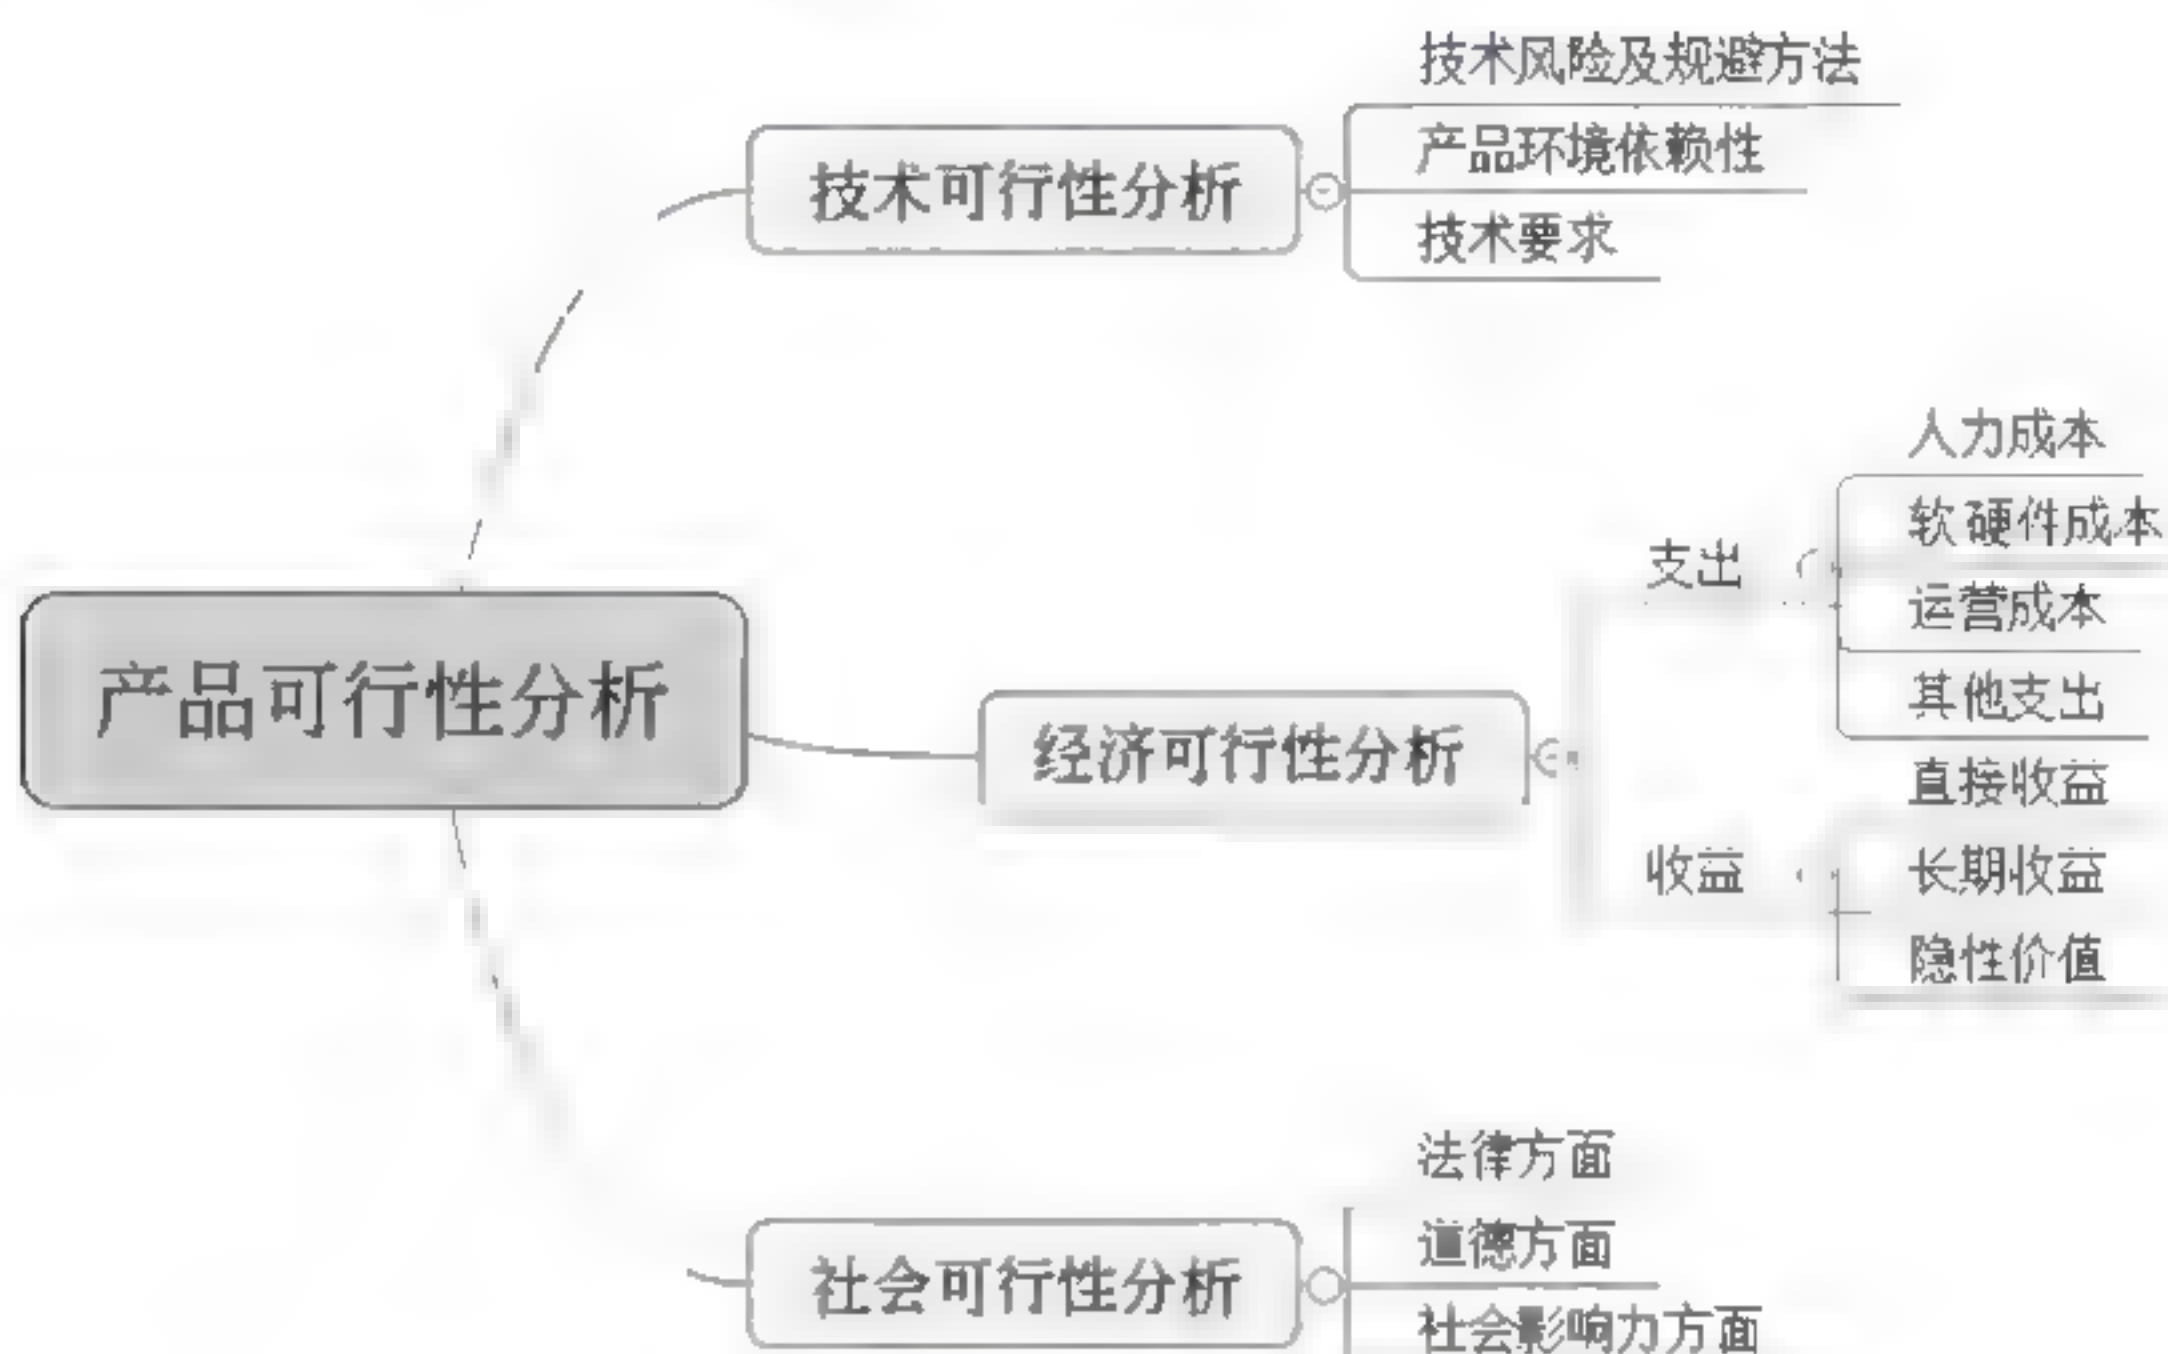 技术风险及规避方法
产品环境依赖性
技术可行性分析
技术要求
人力成本
软硬件成本
支出
运营成本
其他支出
产品可行性分析
经济可行性分析
直接收益
收益
长期收益
隐性价值
法律方面
道德方面
社会可行性分析
社会影响力方面